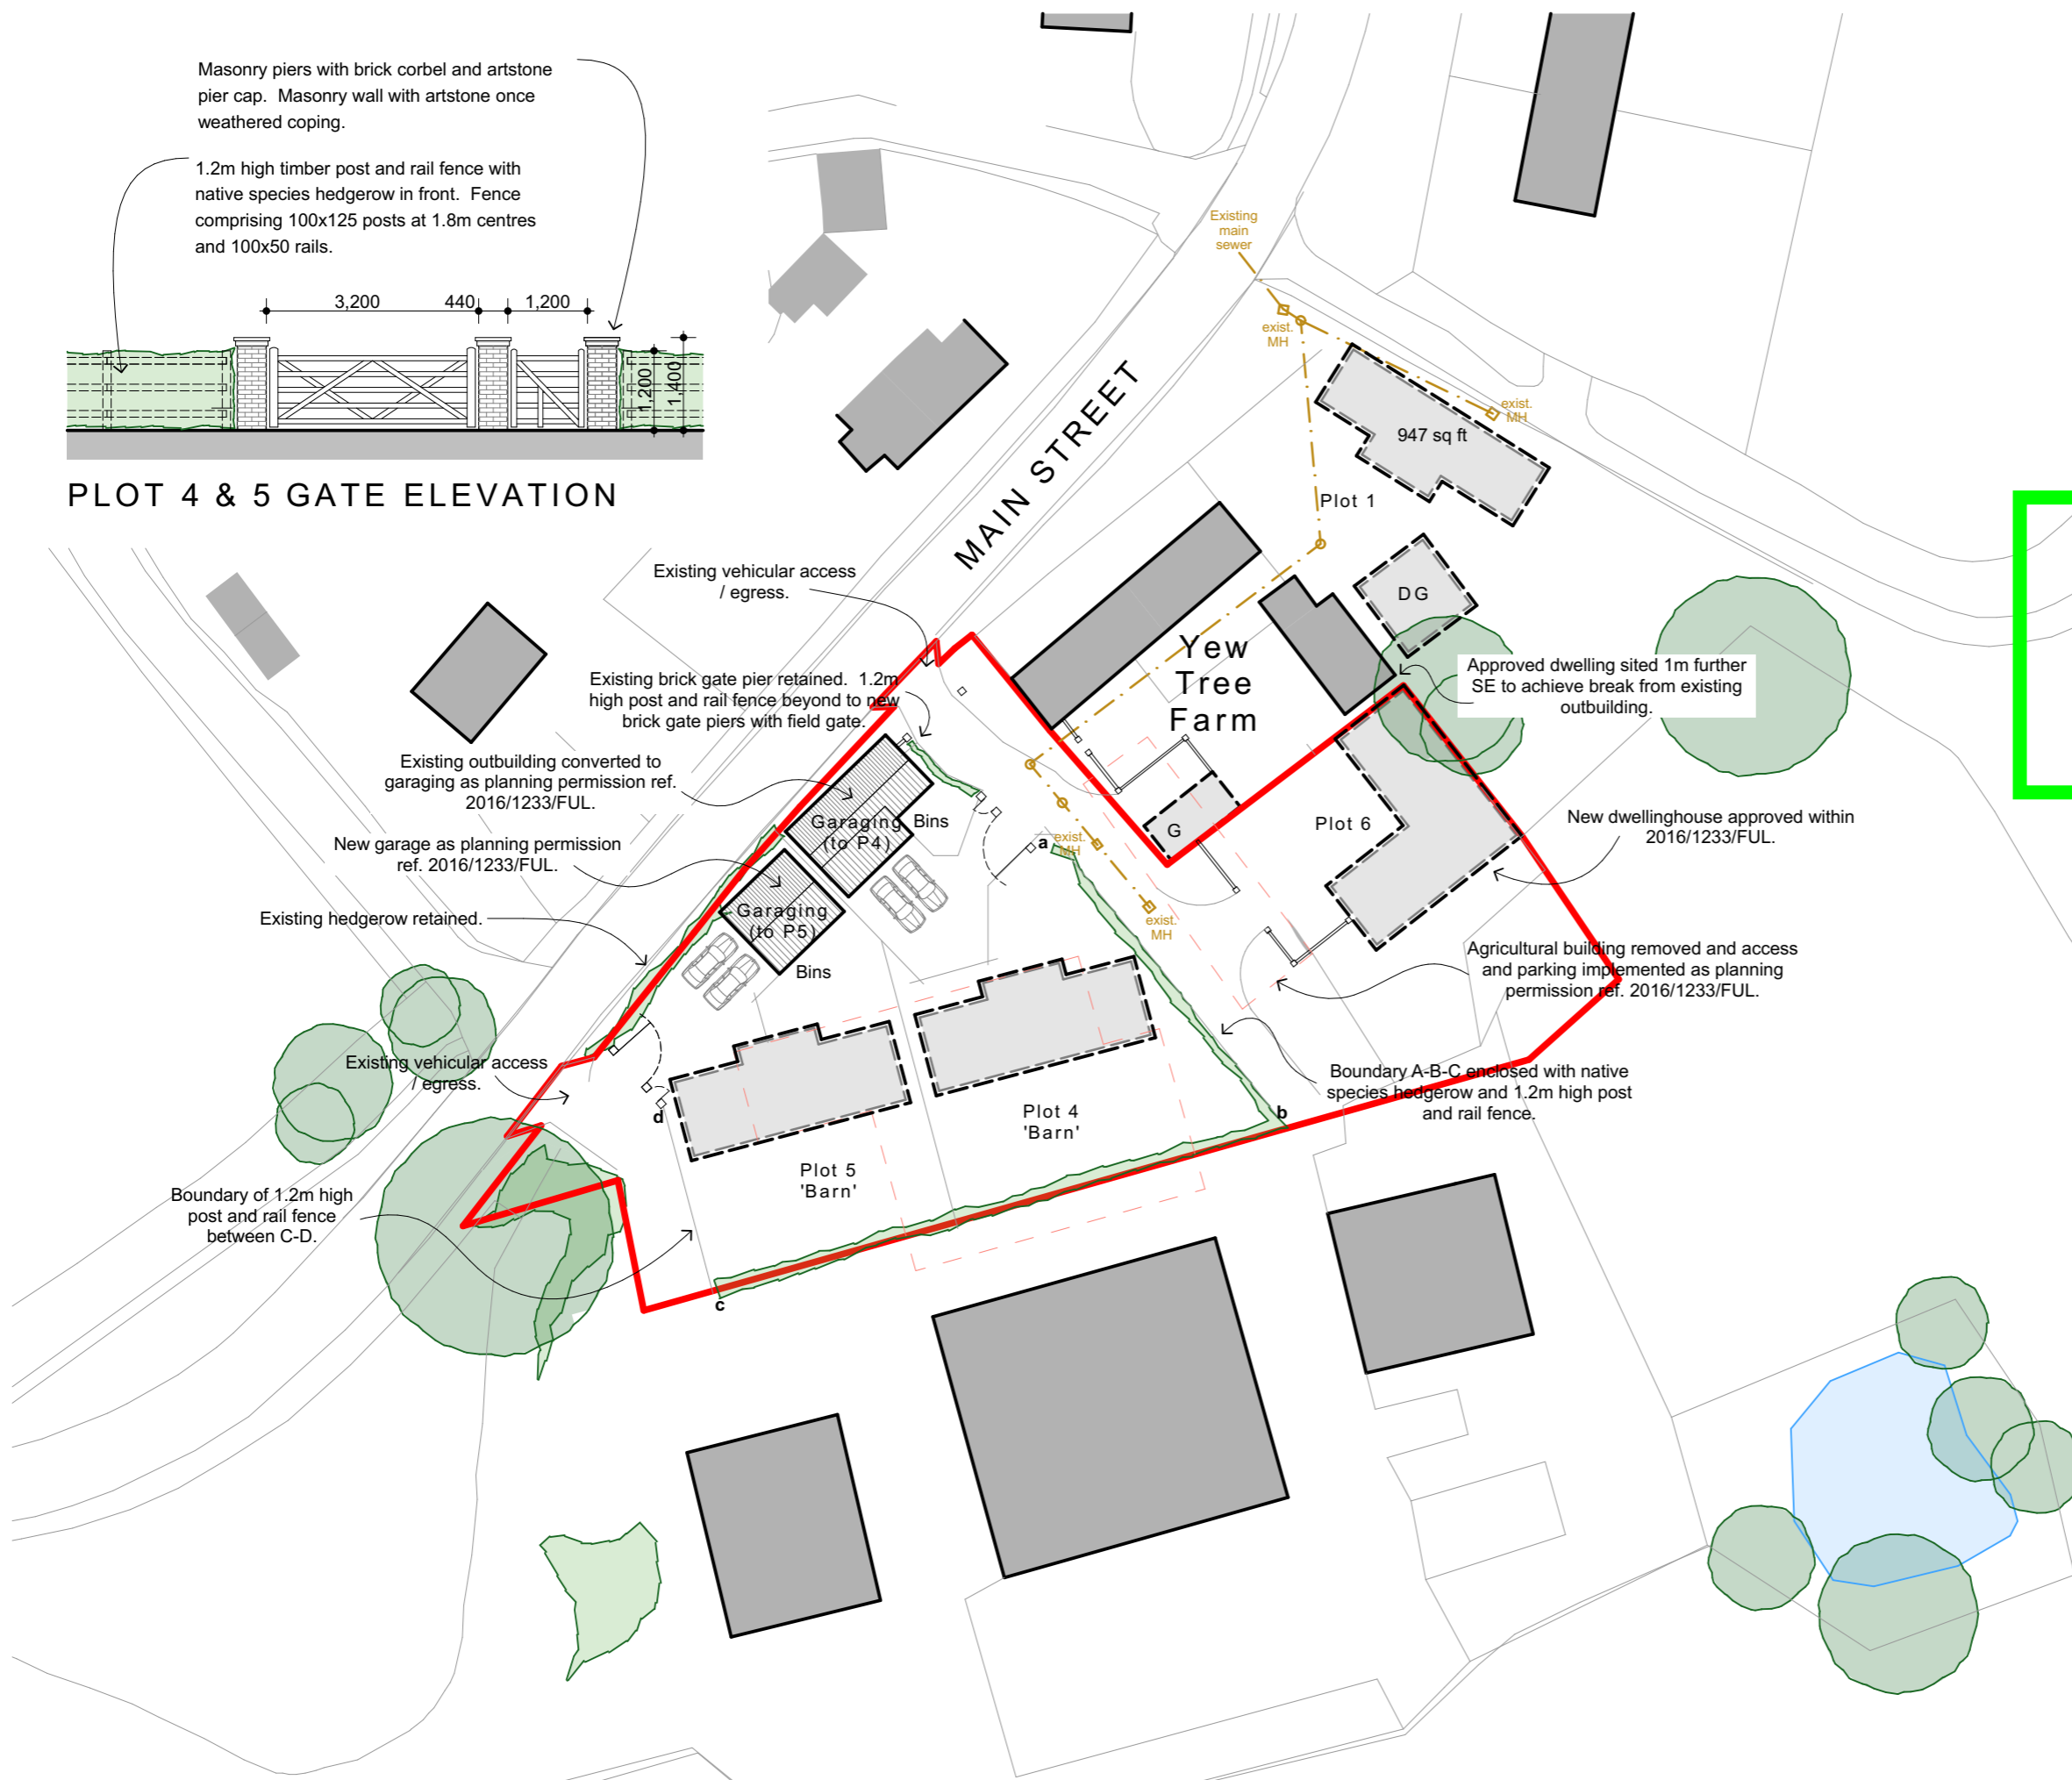 Masonry piers with brick corbel and artstone
pier cap. Masonry wall with artstone once
weathered coping.
1.2m high timber post and rail fence with
native species hedgerow in front. Fence
comprising 100x125 posts at 1.8m centres
and 100x50 rails.
3,200
440
1,200
1,200
1,400
PLOT 4 & 5 GATE ELEVATION
Existing
main
sewer
exist.
MH
exist.
MH
947 sq ft
Plot 1
MAIN STREET
DG
Yew
Tree
Farm
Existing vehicular access
/ egress.
Existing brick gate pier retained. 1.2m
high post and rail fence beyond to new
brick gate piers with field gate.
Approved dwelling sited 1m further
SE to achieve break from existing
outbuilding.
Existing outbuilding converted to
garaging as planning permission ref.
2016/1233/FUL.
Garaging
(to P4)
Bins
G
Plot 6
New dwellinghouse approved within
2016/1233/FUL.
New garage as planning permission
ref. 2016/1233/FUL.
a
exist.
MH
Existing hedgerow retained.
Garaging
(to P5)
Bins
exist.
MH
Agricultural building removed and access
and parking implemented as planning
permission ref. 2016/1233/FUL.
Existing vehicular access
/ egress.
d
Plot 4
'Barn'
b
Boundary A-B-C enclosed with native
species hedgerow and 1.2m high post
and rail fence.
Plot 5
'Barn'
Boundary of 1.2m high
post and rail fence
between C-D.
c